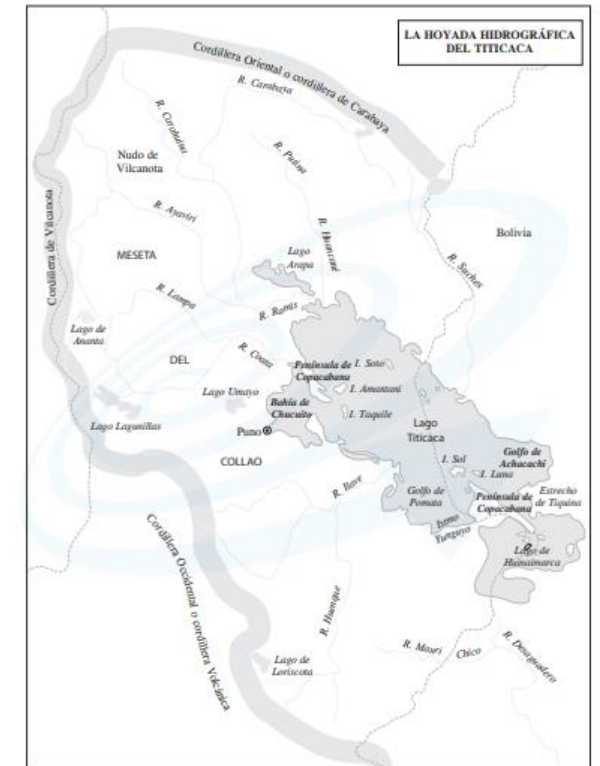 LA HOYADA HIDROGRÁFICA
DEL TITICACA
Cordillera Oriental o cordillera de Carabaya
R. Carabaya
R. Putina
Nudo de
Vilcanota
Cordillera de Vilcanota
R. Ayaviri
R. Huancané
Bolivia
MESETA
Lago
Arapa
R. Suches
R. Lampa
R. Ramis
Lago de
Ananta
DEL
R. Coata
Península de
Copacabana
I. Soto
I. Amantani
Lago Umayo
Bahía de
Chucuito
I. Taquile
Lago Lagunillas
Puno
Lago
Titicaca
COLLAO
I. Sol
Golfo de
Achacachi
I. Luna
R. Ilave
Golfo de
Pomata
Península de
Copacabana
Estrecho
de Tiquina
Istmo
Yunguyo
Cordillera Occidental o cordillera Volcánica
Lago de
Huinaimarca
R. Huenque
R. Mauri Chico
R. Desaguadero
Lago de
Loriscota